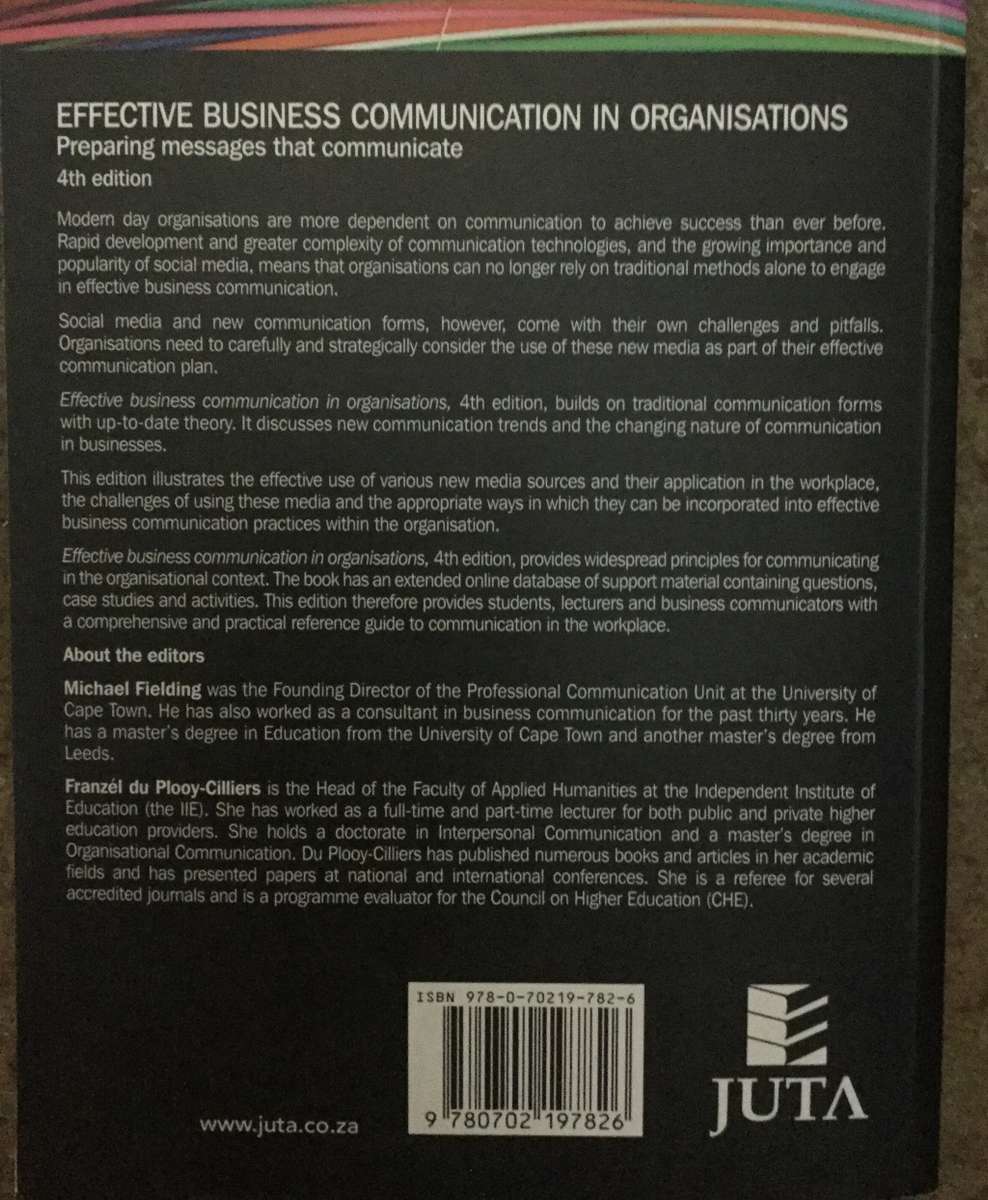 EFFECTIVE BUSINESS COMMUNICATION IN ORGANISATIONS
Preparing messages that communicate
4th edition
Modern day organisations are more dependent on communication to achieve success than ever before.
Rapid development and greater complexity of communication technologies, and the growing importance and
popularity of social media, means that organisations can no longer rely on traditional methods alone to engage
in effective business communication.
Social media and new communication forms, however, come with their own challenges and pitfalls.
Organisations need to carefully and strategically consider the use of these new media as part of their effective
communication plan.
Effective business communication in organisations, 4th edition, builds on traditional communication forms
with up-to-date theory. It discusses new communication trends and the changing nature of communication
in businesses.
This edition illustrates the effective use of various new media sources and their application in the workplace,
the challenges of using these media and the appropriate ways in which they can be incorporated into effective
business communication practices within the organisation.
Effective business communication in organisations, 4th edition, provides widespread principles for communicating
in the organisational context. The book has an extended online database of support material containing questions,
case studies and activities. This edition therefore provides students, lecturers and business communicators with
a comprehensive and practical reference guide to communication in the workplace.
About the editors
Michael Fielding was the Founding Director of the Professional Communication Unit at the University of
Cape Town. He has also worked as a consultant in business communication for the past thirty years. He
has a master's degree in Education from the University of Cape Town and another master's degree from
Leeds.
Franzél du Plooy-Cilliers is the Head of the Faculty of Applied Humanities at the Independent Institute of
Education (the IIE). She has worked as a full-time and part-time lecturer for both public and private higher
education providers. She holds a doctorate in Interpersonal Communication and a master's degree in
Organisational Communication. Du Plooy-Cilliers has published numerous books and articles in her academic
fields and has presented papers at national and international conferences. She is a referee for several
accredited journals and is a programme evaluator for the Council on Higher Education (CHE).
ISBN 978-0-70219-782-6
9 780702 197826
www.juta.co.za
JUTA